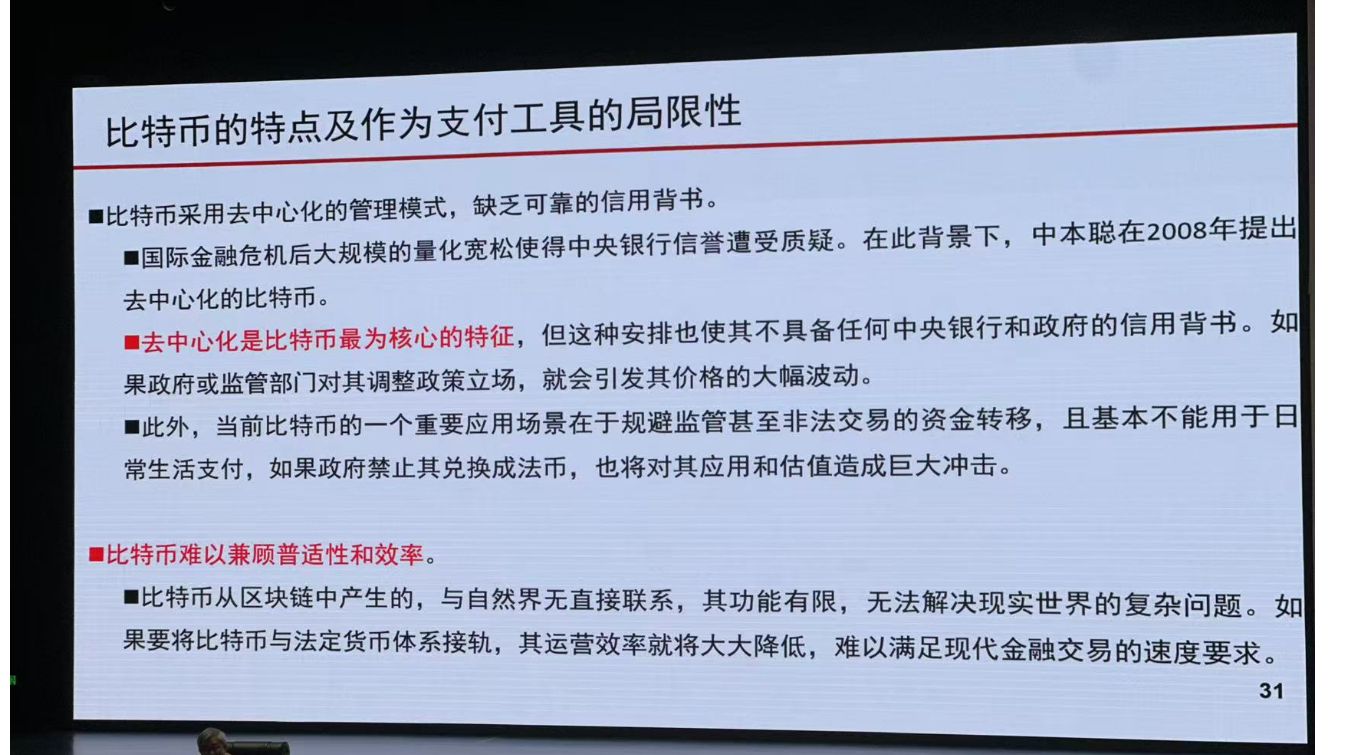 比特币的特点及作为支付工具的局限性
■比特币采用去中心化的管理模式，缺乏可靠的信用背书。
■国际金融危机后大规模的量化宽松使得中央银行信誉遭受质疑。在此背景下，中本聪在2008年提出
去中心化的比特币。
■去中心化是比特币最为核心的特征，但这种安排也使其不具备任何中央银行和政府的信用背书。如
果政府或监管部门对其调整政策立场，就会引发其价格的大幅波动。
■此外，当前比特币的一个重要应用场景在于规避监管甚至非法交易的资金转移，且基本不能用于日
常生活支付，如果政府禁止其兑换成法币，也将对其应用和估值造成巨大冲击。
■比特币难以兼顾普适性和效率。
■比特币从区块链中产生的，与自然界无直接联系，其功能有限，无法解决现实世界的复杂问题。如
果要将比特币与法定货币体系接轨，其运营效率就将大大降低，难以满足现代金融交易的速度要求。
31